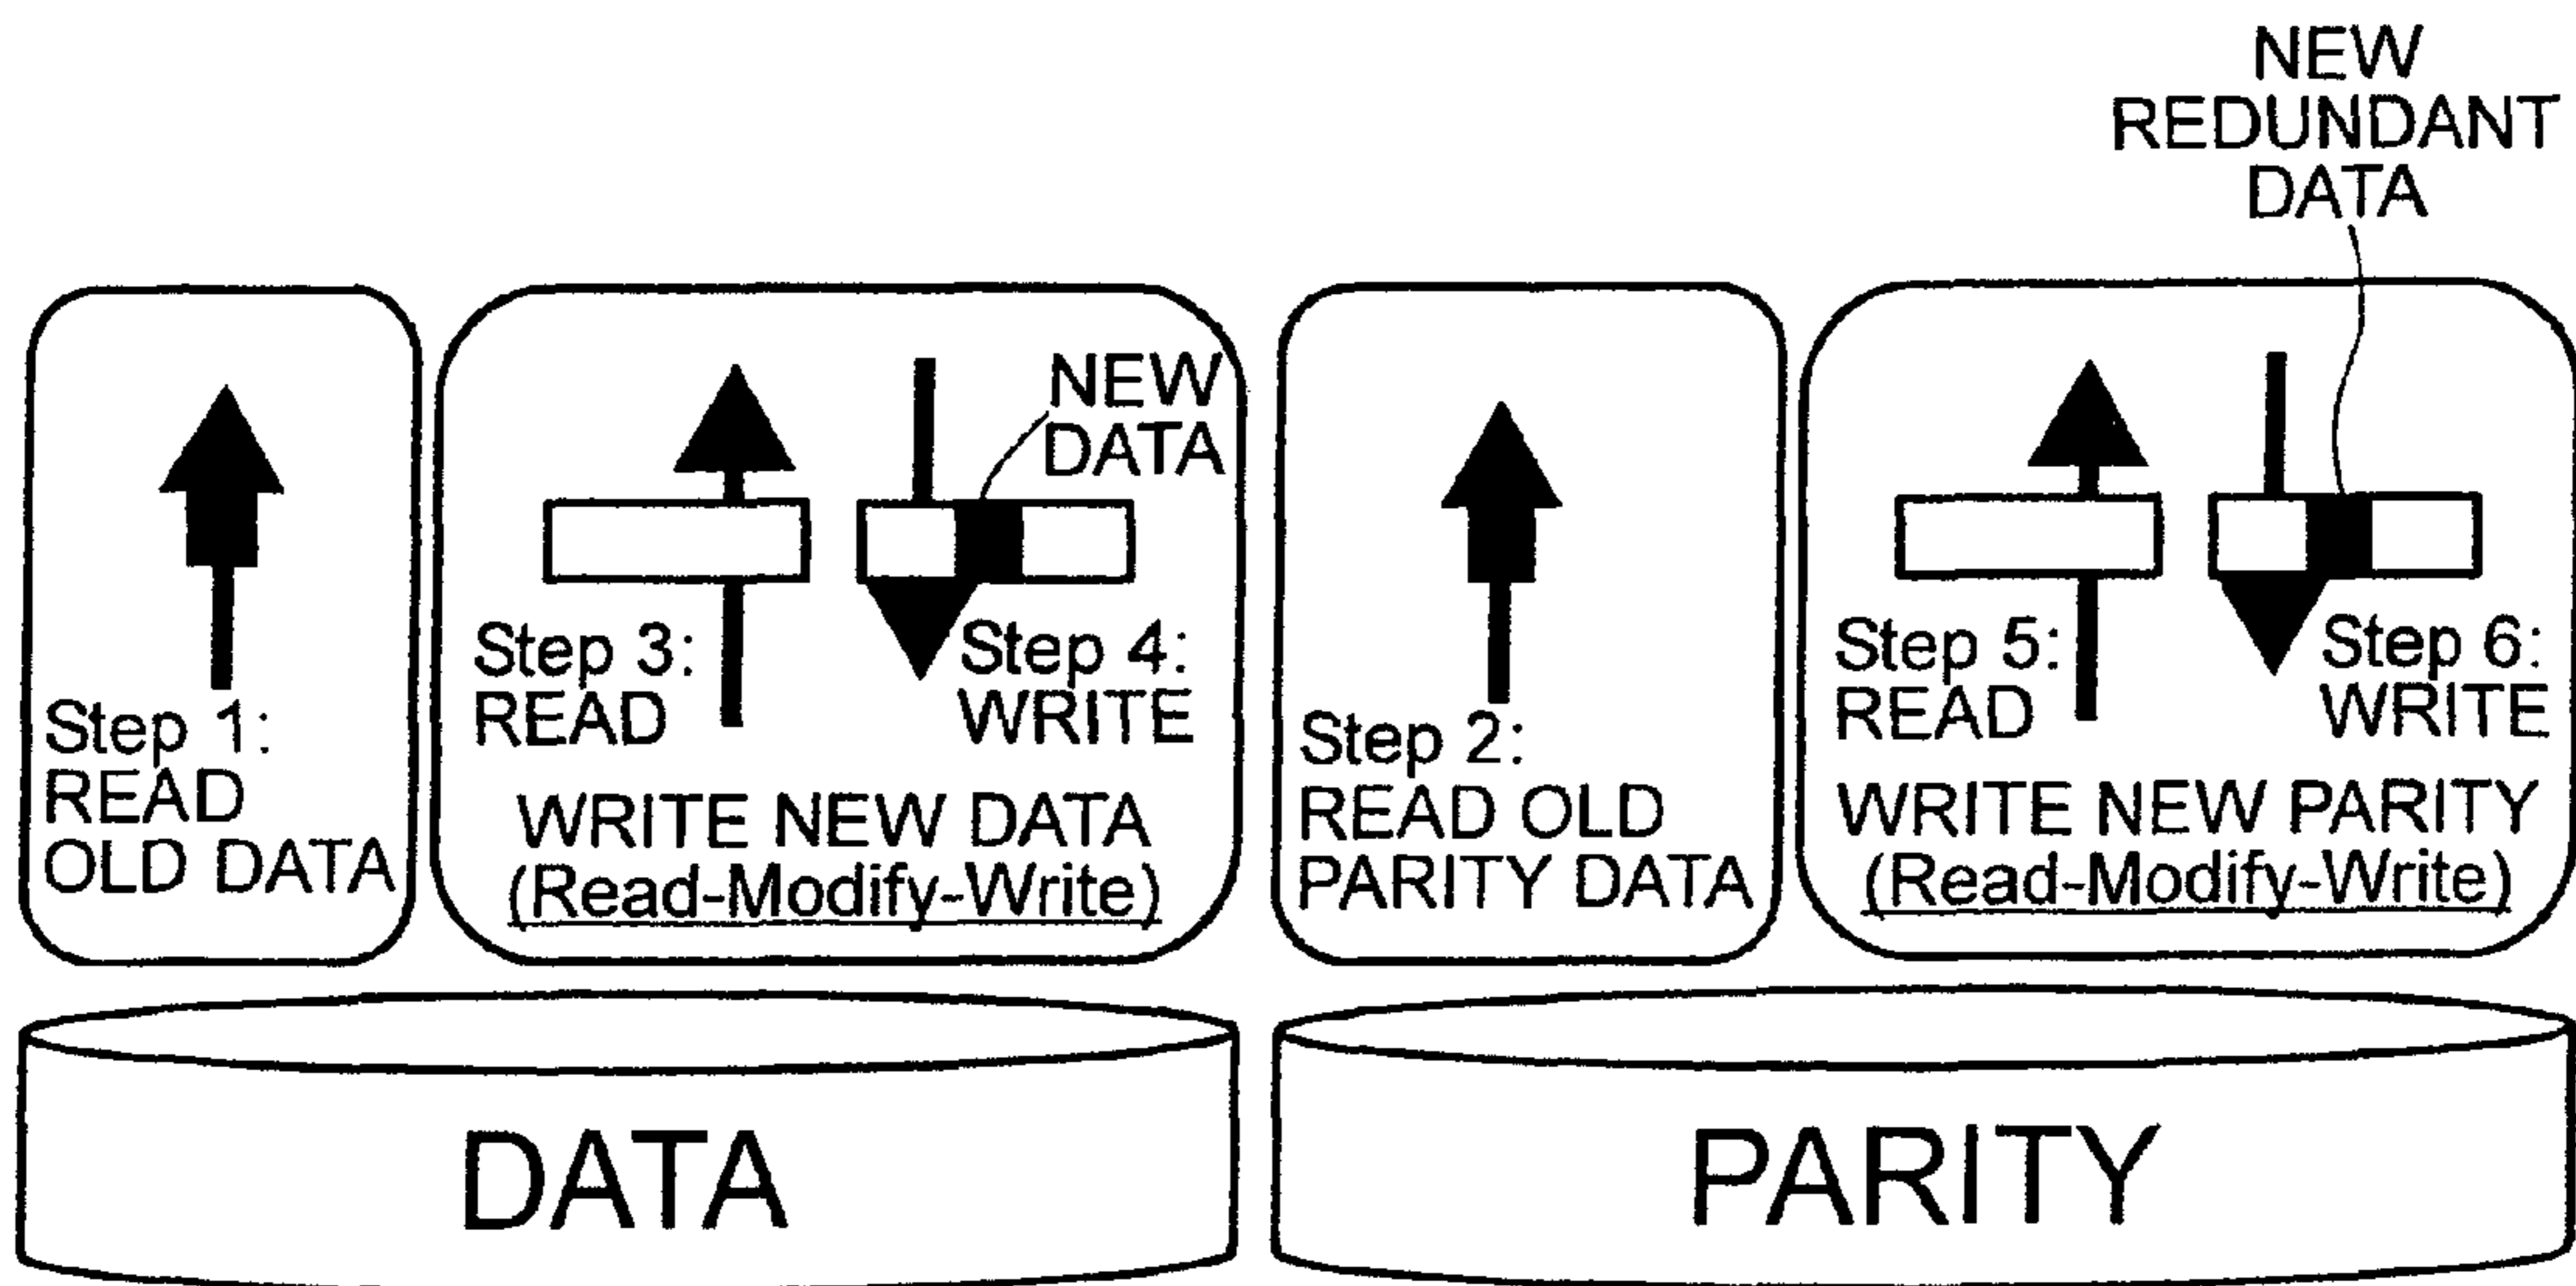 NEW
REDUNDANT
DATA
Step 1:
READ
OLD DATA
NEW
DATA
Step 3:
READ
Step 4:
WRITE
WRITE NEW DATA
(Read-Modify-Write)
Step 2:
READ OLD
PARITY DATA
Step 5:
READ
Step 6:
WRITE
WRITE NEW PARITY
(Read-Modify-Write)
DATA
PARITY